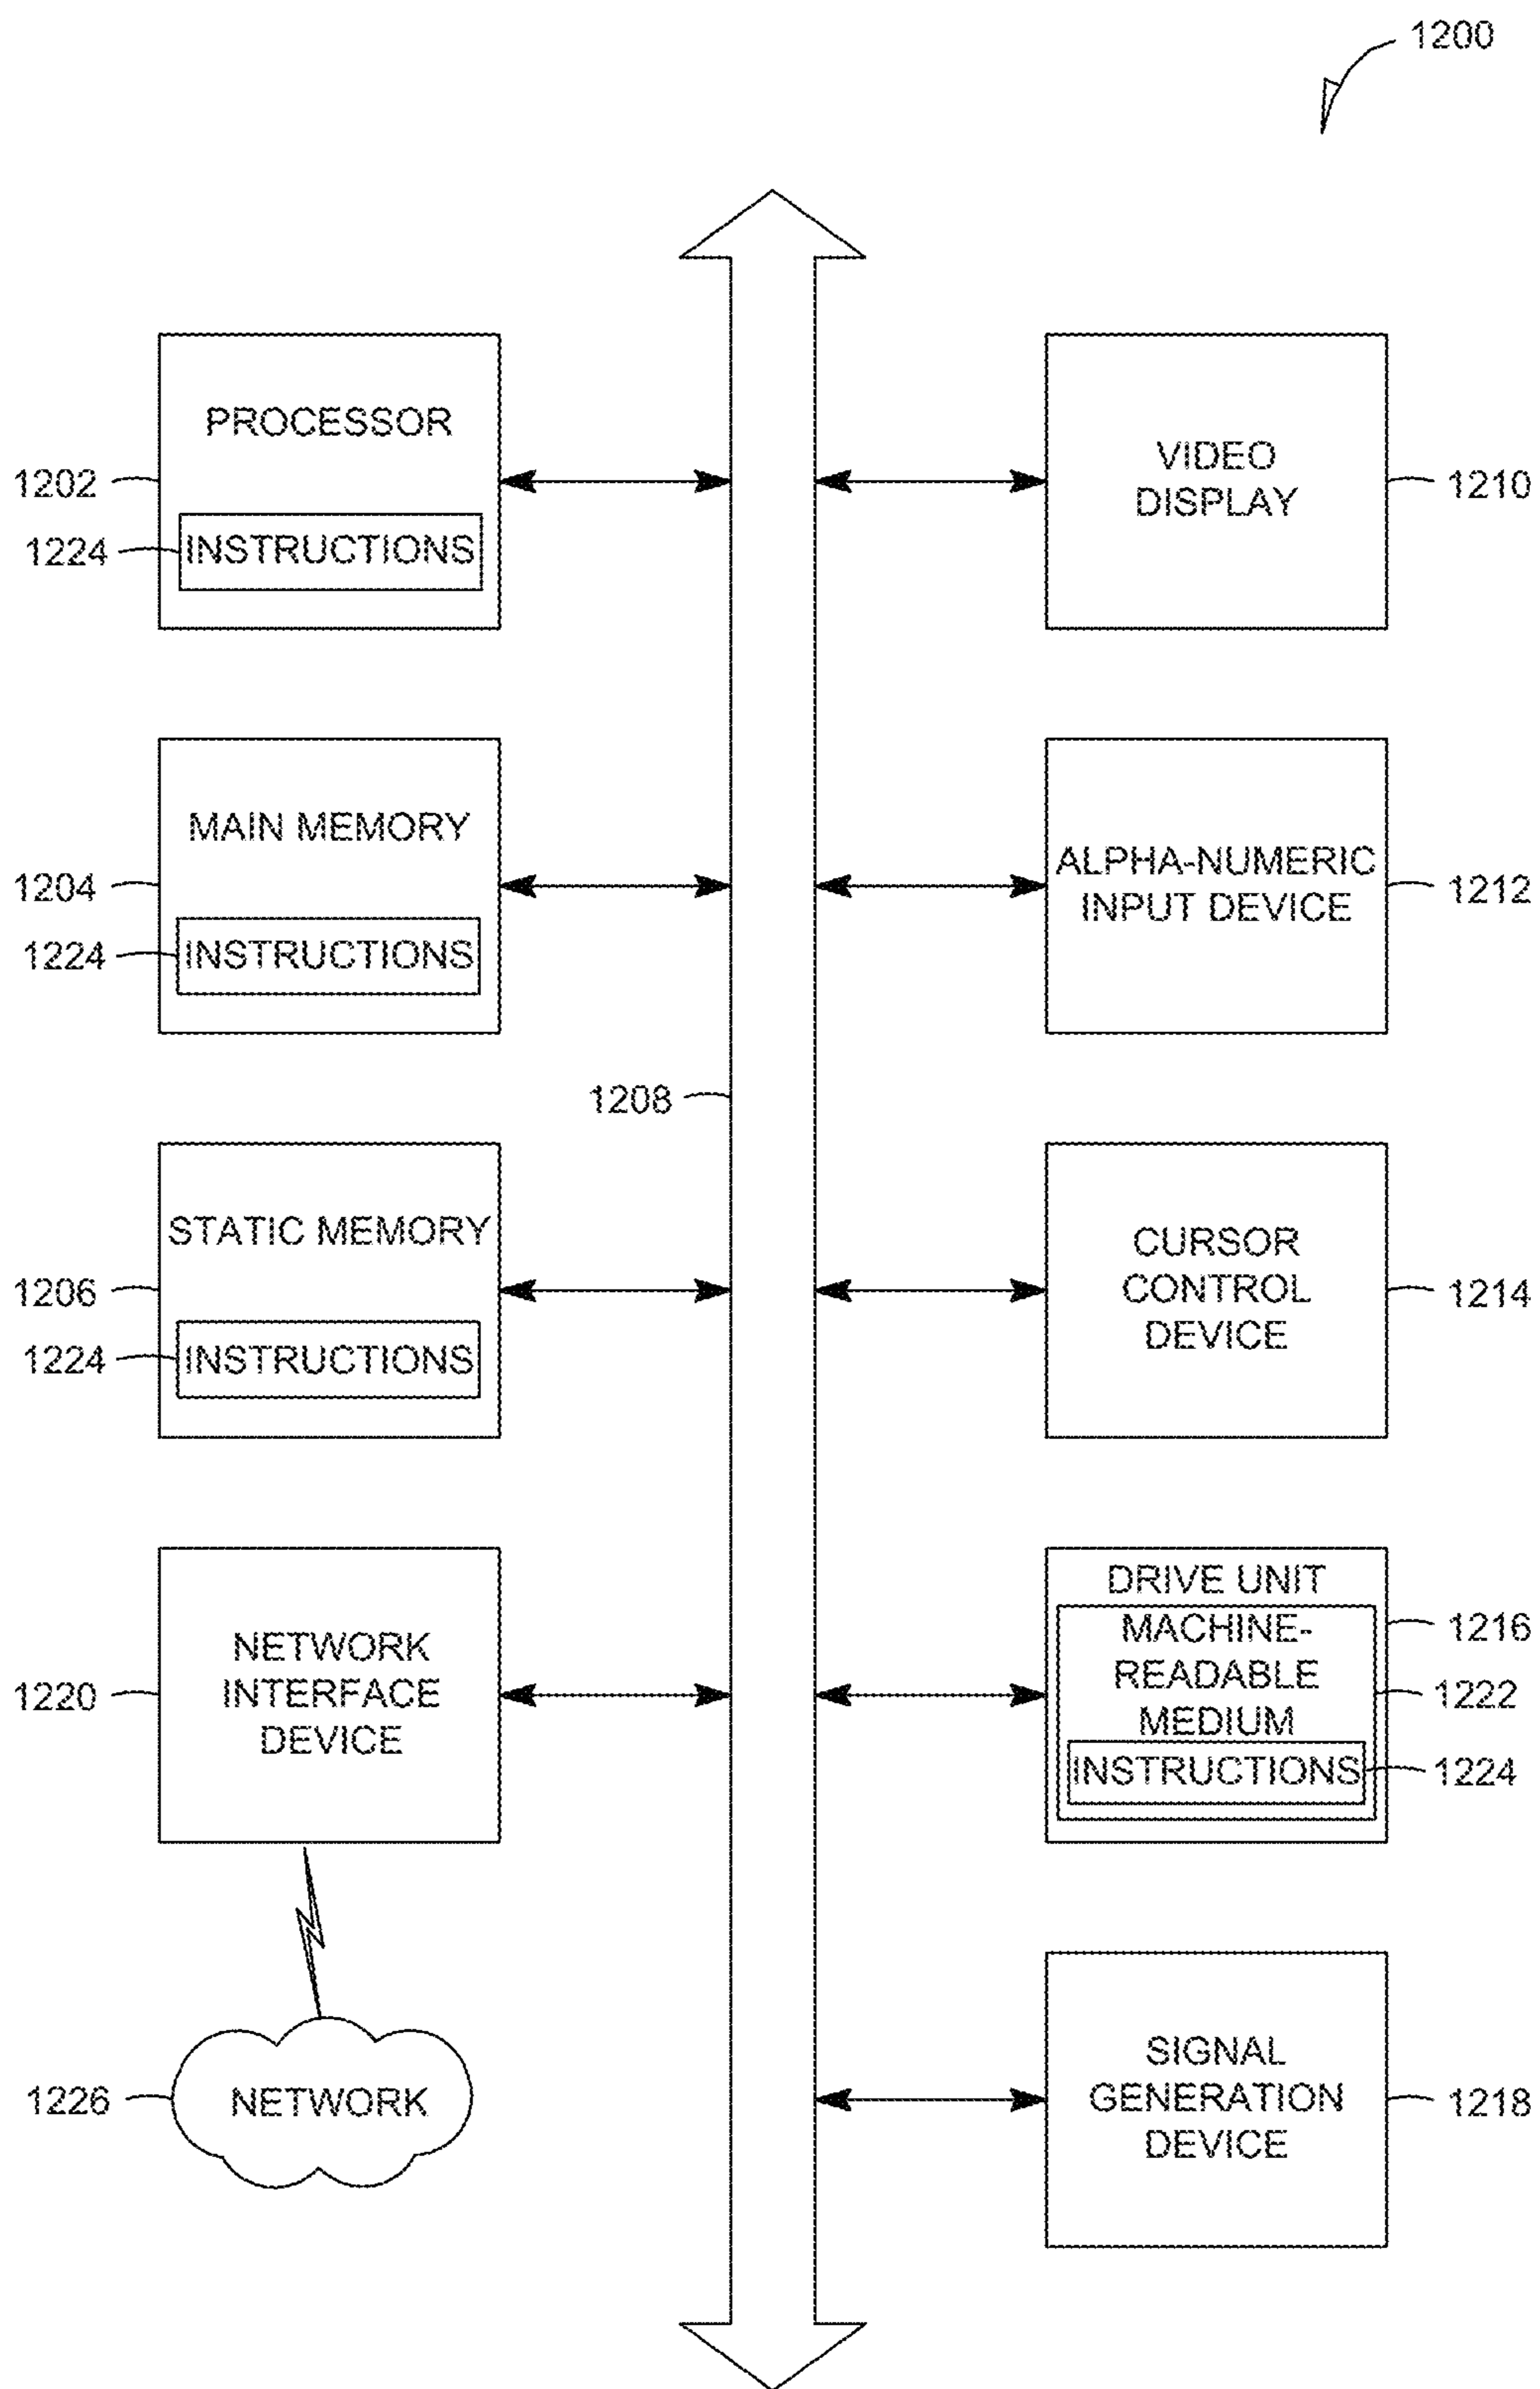 1200
PROCESSOR
1202
1224
INSTRUCTIONS
VIDEO
DISPLAY
1210
MAIN MEMORY
1204
1224
INSTRUCTIONS
ALPHA-NUMERIC
INPUT DEVICE
1212
1208
STATIC MEMORY
1206
1224
INSTRUCTIONS
CURSOR
CONTROL
DEVICE
1214
NETWORK
INTERFACE
DEVICE
1220
DRIVE UNIT
1216
MACHINE-
READABLE
MEDIUM
1222
INSTRUCTIONS
1224
1226
NETWORK
SIGNAL
GENERATION
DEVICE
1218